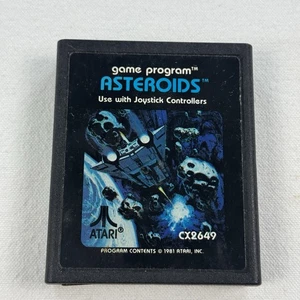 game program™
ASTEROIDS™
Use with Joystick Controllers
ATARI®
CX2649
PROGRAM CONTENTS © 1981 ATARI, INC.